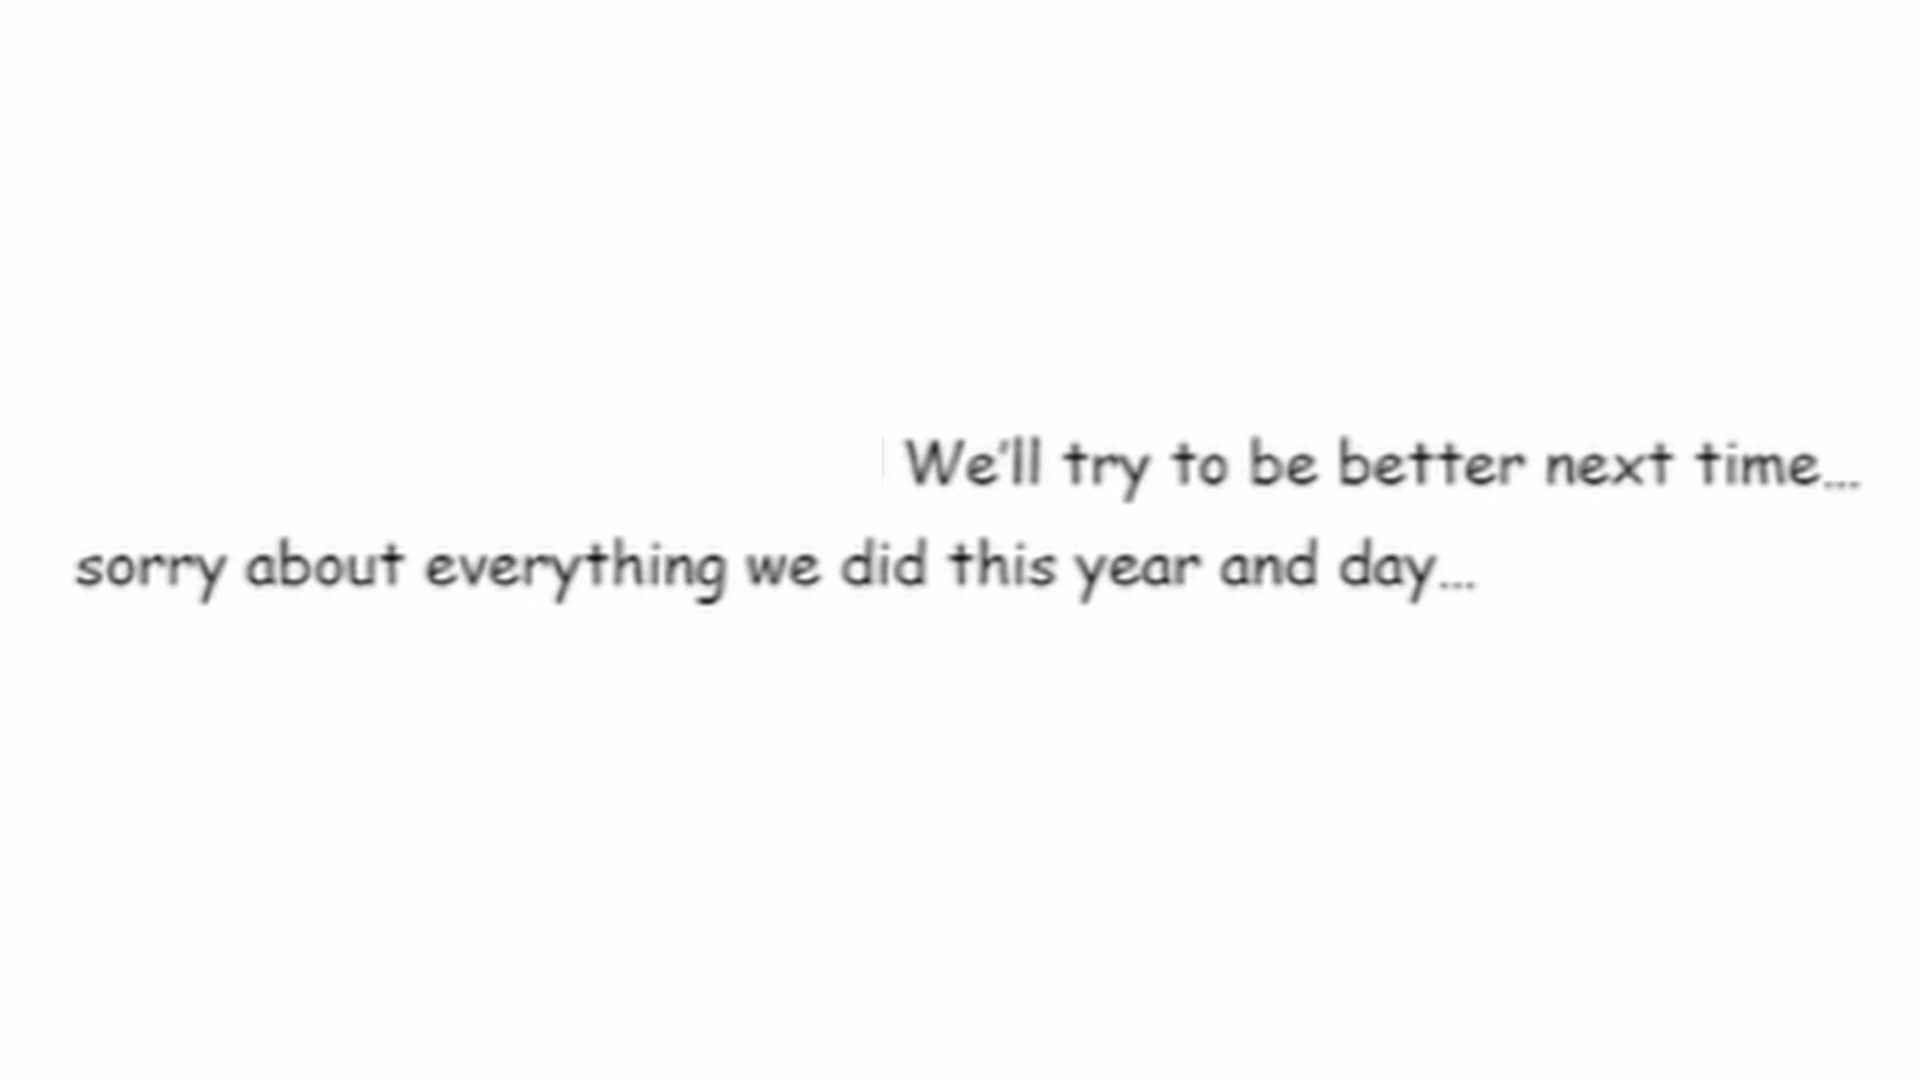 We'll try to be better next time...
sorry about everything we did this year and day...